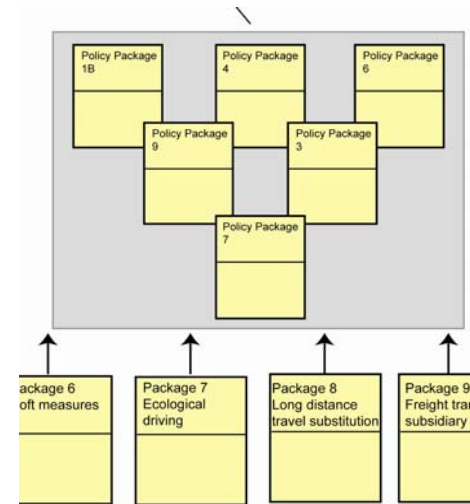 Policy Package
1B
Policy Package
4
Policy Package
6
Policy Package
9
Policy Package
3
Policy Package
7
ackage 6
oft measures
Package 7
Ecological
driving
Package 8
Long distance
travel substitution
Package 9
Freight tran
subsidiary